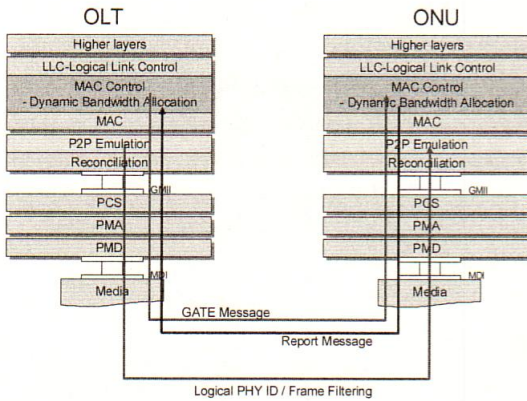 OLT
Higher layers
LLC-Logical Link Control
MAC Control
- Dynamic Bandwidth Allocation
MAC
P2P Emulation
Reconciliation
GMII
PCS
PMA
PMD
MDI
Media
ONU
Higher layers
LLC-Logical Link Control
MAC Control
- Dynamic Bandwidth Allocation
MAC
P2P Emulation
Reconciliation
GMII
PCS
PMA
PMD
MDI
Media
GATE Message
Report Message
Logical PHY ID / Frame Filtering